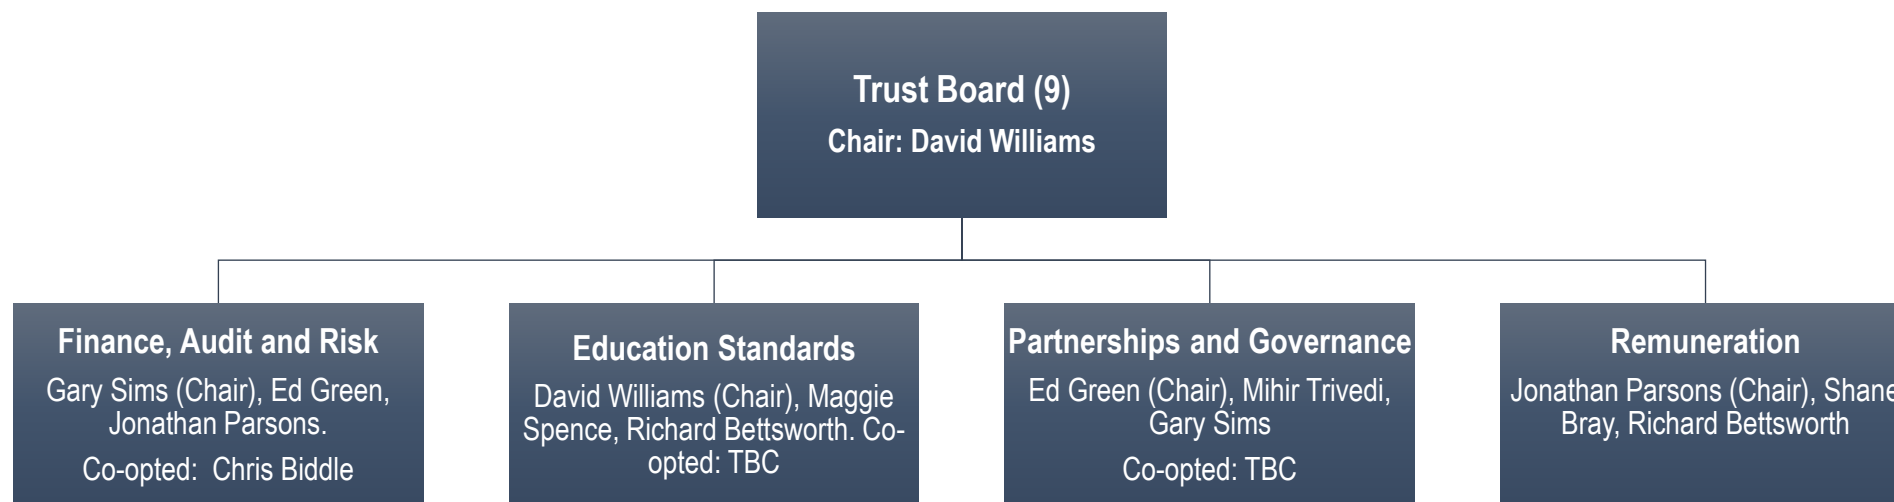 Trust Board (9)
Chair: David Williams
Finance, Audit and Risk
Gary Sims (Chair), Ed Green,
Jonathan Parsons.
Co-opted:  Chris Biddle
Education Standards
David Williams (Chair), Maggie
Spence, Richard Bettsworth. Co-
opted: TBC
Partnerships and Governance
Ed Green (Chair), Mihir Trivedi,
Gary Sims
Co-opted: TBC
Remuneration
Jonathan Parsons (Chair), Shane
Bray, Richard Bettsworth